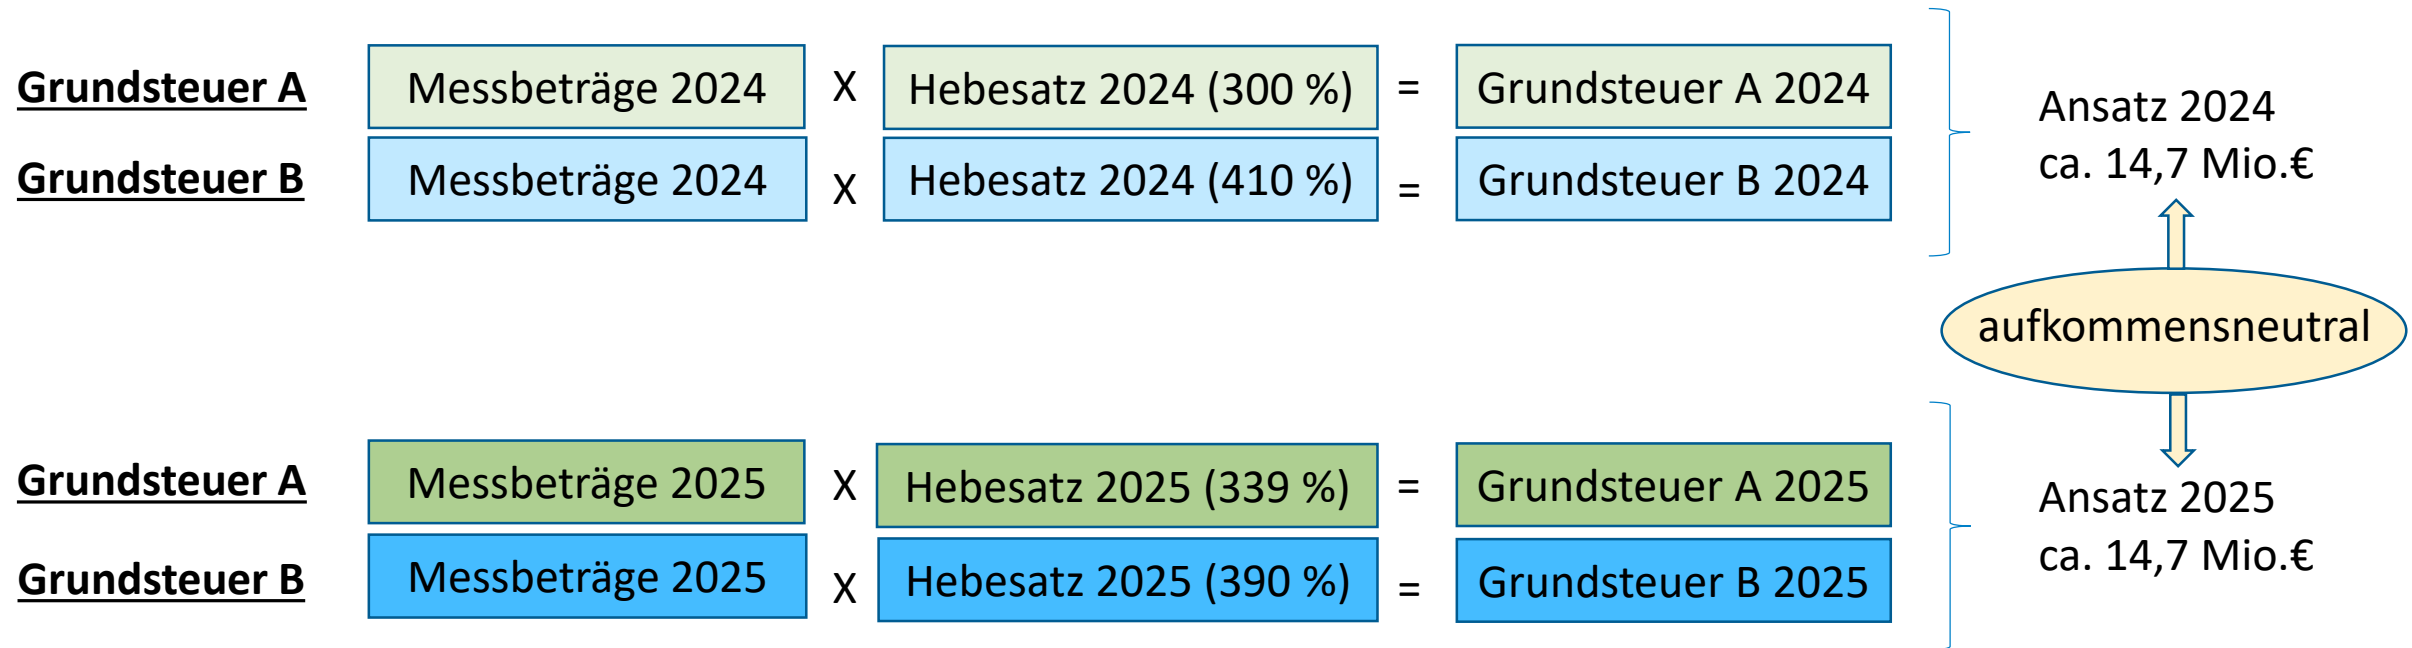 Grundsteuer A Messbeträge 2024 X Hebesatz 2024 (300 %) = Grundsteuer A 2024
Grundsteuer B Messbeträge 2024 X Hebesatz 2024 (410 %) = Grundsteuer B 2024
Ansatz 2024
ca. 14,7 Mio.€
aufkommensneutral
Grundsteuer A Messbeträge 2025 X Hebesatz 2025 (339 %) = Grundsteuer A 2025
Grundsteuer B Messbeträge 2025 X Hebesatz 2025 (390 %) = Grundsteuer B 2025
Ansatz 2025
ca. 14,7 Mio.€